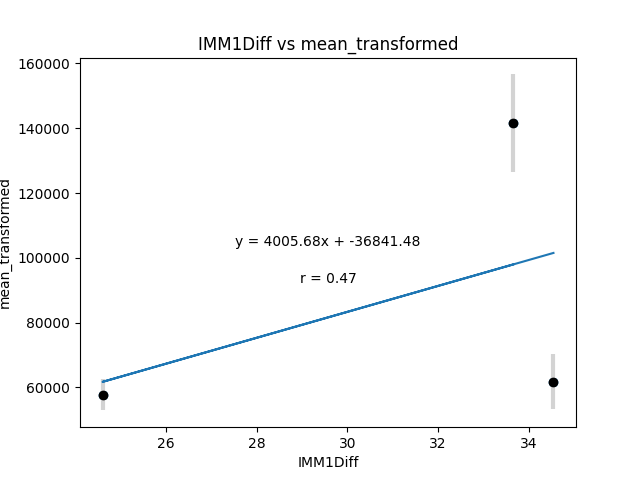 IMM1Diff vs mean_transformed
160000
140000
120000
100000
80000
60000
mean_transformed
y = 4005.68x + -36841.48
r = 0.47
26 28 30 32 34
IMM1Diff